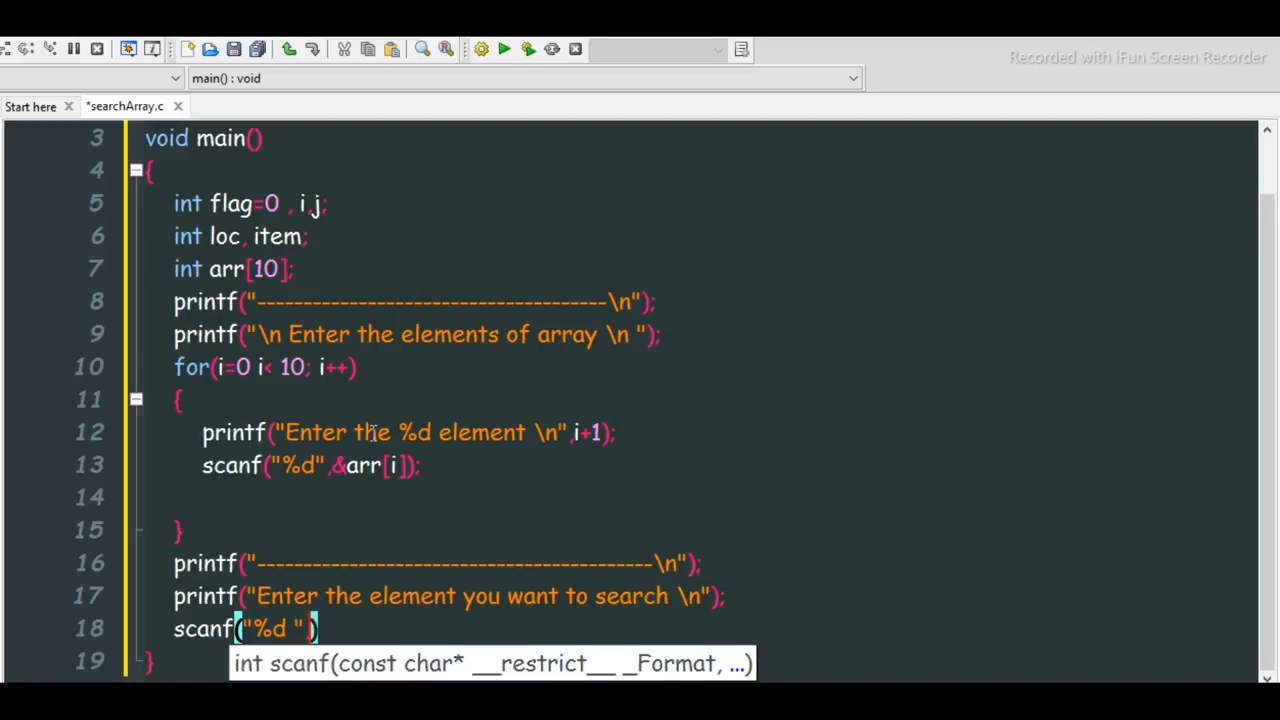 Recorded with iFun Screen Recorder
main() : void
Start here
*searchArray.c
3 void main()
4 {
5 int flag=0 , i,j;
6 int loc, item;
7 int arr[10];
8 printf("--------------------------------------\n");
9 printf("\n Enter the elements of array \n ");
10 for(i=0 i< 10; i++)
11 {
12 printf("Enter the %d element \n",i+1);
13 scanf("%d",&arr[i]);
14
15 }
16 printf("-------------------------------------------\n");
17 printf("Enter the element you want to search \n");
18 scanf("%d ",)
19 }
int scanf(const char* __restrict__ _Format, ...)